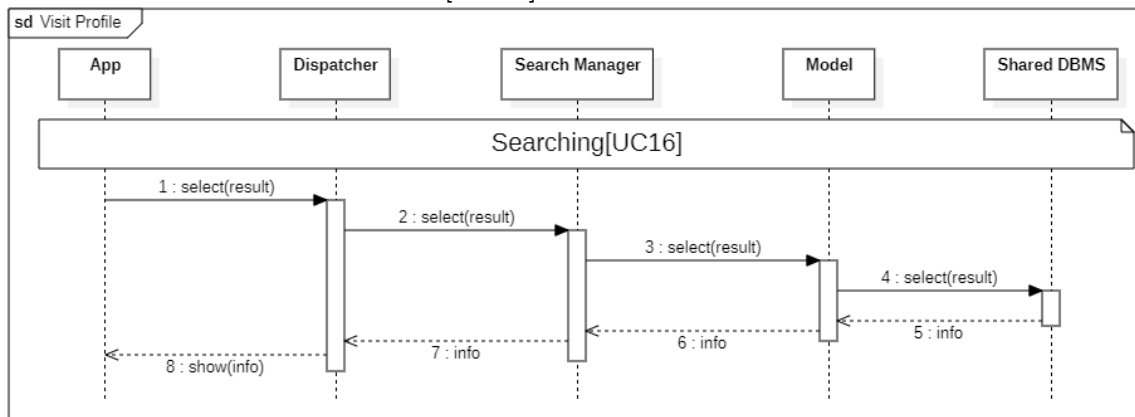 sd Visit Profile
App Dispatcher Search Manager Model Shared DBMS
Searching[UC16]
1 : select(result)
2 : select(result)
3 : select(result)
4 : select(result)
5 : info
6 : info
7 : info
8 : show(info)